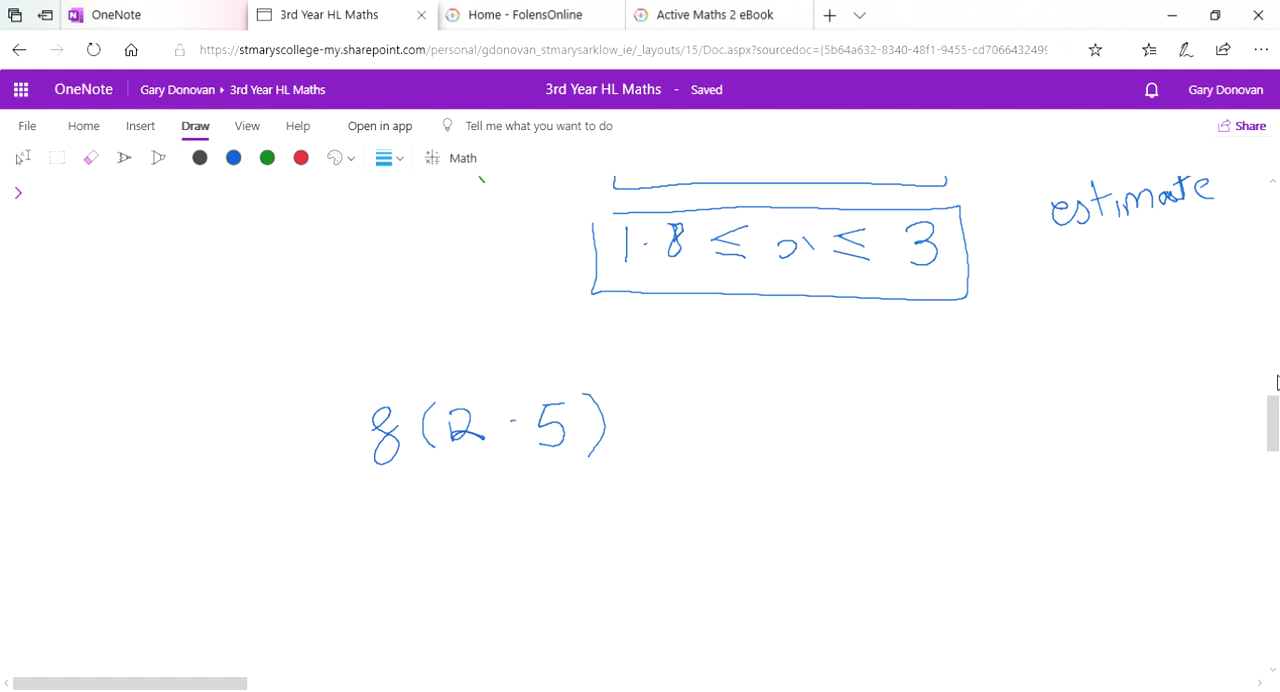 OneNote
3rd Year HL Maths
Home - FolensOnline
Active Maths 2 eBook
https://stmaryscollege-my.sharepoint.com/personal/gdonovan_stmarysarklow_ie/_layouts/15/Doc.aspx?sourcedoc={5b64a632-8340-48f1-9455-cd7066432499
OneNote
Gary Donovan › 3rd Year HL Maths
3rd Year HL Maths - Saved
Gary Donovan
File Home Insert Draw View Help Open in app Tell me what you want to do Share
Math
estimate
1·8 ≤ x ≤ 3
g(2·5)